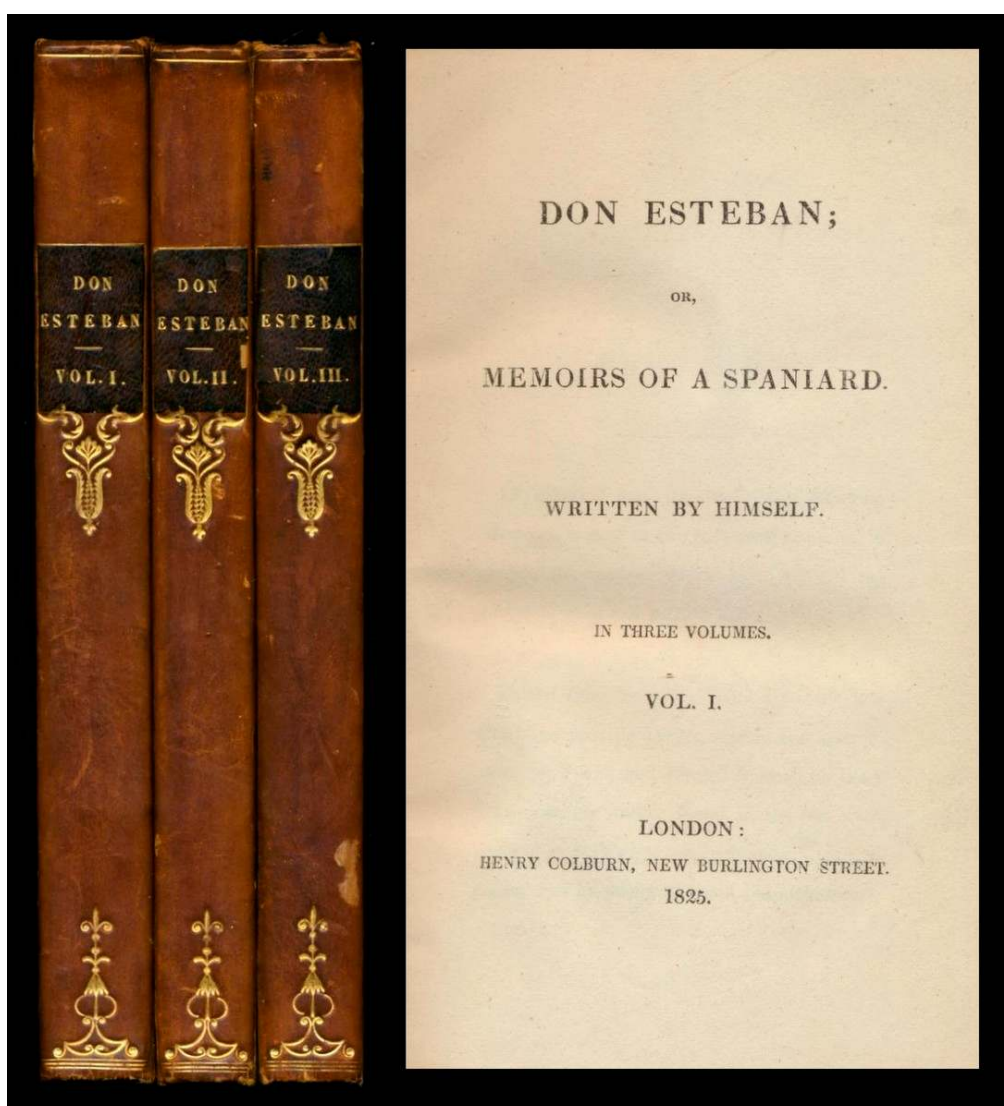 DON
ESTEBAN
VOL. I.
DON
ESTEBAN
VOL. II.
DON
ESTEBAN
VOL. III.
DON ESTEBAN;
OR,
MEMOIRS OF A SPANIARD.
WRITTEN BY HIMSELF.
IN THREE VOLUMES.
VOL. I.
LONDON:
HENRY COLBURN, NEW BURLINGTON STREET.
1825.